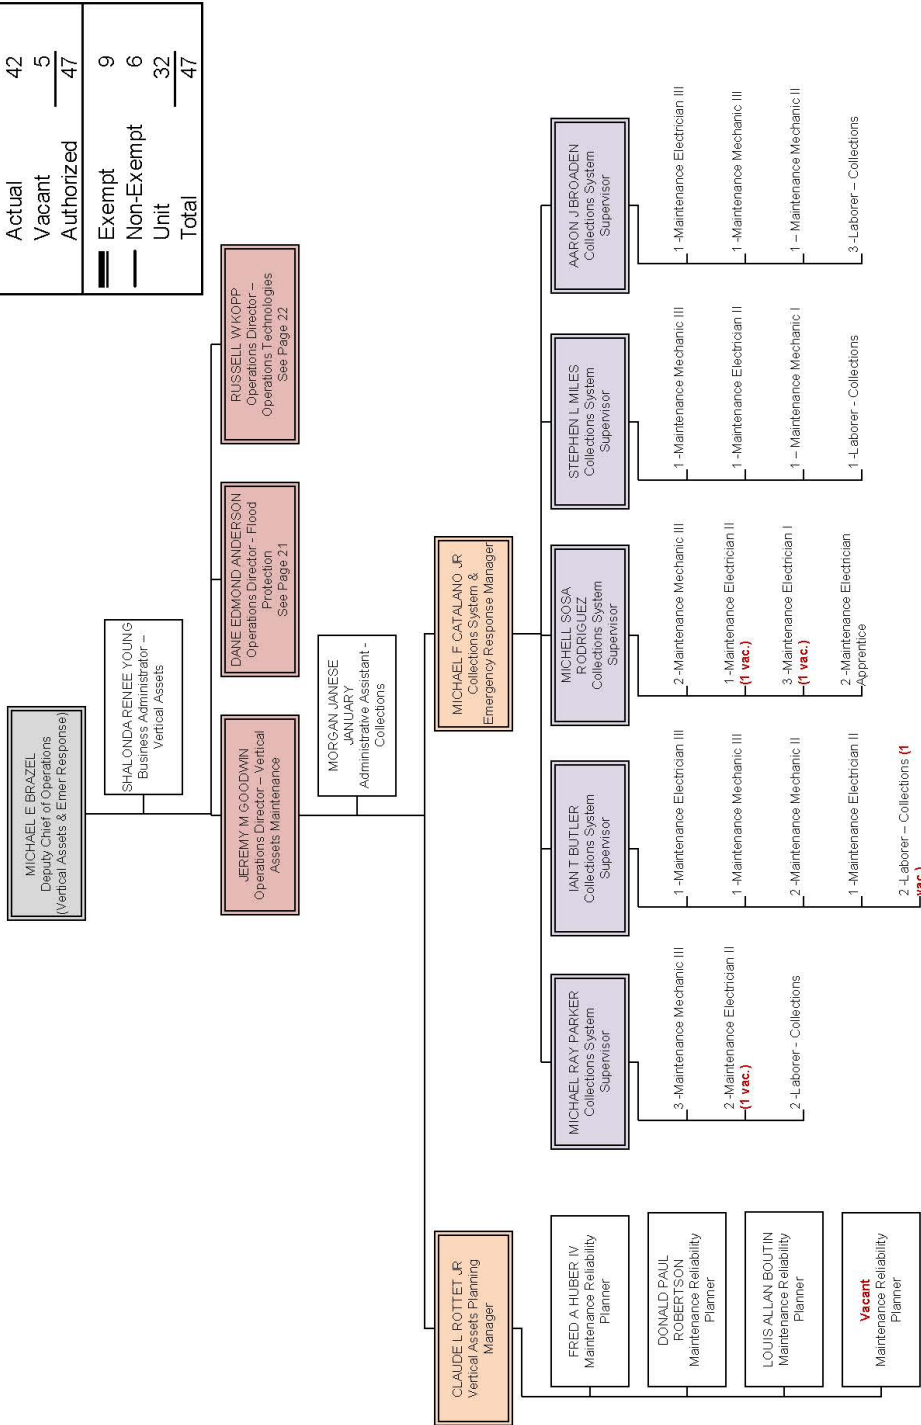 MICHAEL E BRAZEL
Deputy Chief of Operations
(Vertical Assets & Emer Response)
SHALONDA RENEE YOUNG
Business Administrator –
Vertical Assets
Actual 42
Vacant 5
Authorized 47
Exempt 9
Non-Exempt 6
Unit 32
Total 47
JEREMY M GOODWIN
Operations Director – Vertical
Assets Maintenance
DANE EDMOND ANDERSON
Operations Director - Flood
Protection
See Page 21
RUSSELL W KOPP
Operations Director –
Operations Technologies
See Page 22
MORGAN JANESE
JANUARY
Administrative Assistant -
Collections
CLAUDE L ROTTET JR
Vertical Assets Planning
Manager
MICHAEL F CATALANO JR
Collections System &
Emergency Response Manager
FRED A HUBER IV
Maintenance Reliability
Planner
DONALD PAUL
ROBERTSON
Maintenance Reliability
Planner
LOUIS ALLAN BOUTIN
Maintenance Reliability
Planner
Vacant
Maintenance Reliability
Planner
MICHAEL RAY PARKER
Collections System
Supervisor
3 -Maintenance Mechanic III
2 -Maintenance Electrician II
(1 vac.)
2 -Laborer - Collections
IAN T BUTLER
Collections System
Supervisor
1 -Maintenance Electrician III
1 -Maintenance Mechanic III
2 -Maintenance Mechanic II
1 -Maintenance Electrician II
2 -Laborer – Collections (1
vac.)
MICHELL SOSA
RODRIGUEZ
Collections System
Supervisor
2 -Maintenance Mechanic III
1 -Maintenance Electrician II
(1 vac.)
3 -Maintenance Electrician I
(1 vac.)
2 -Maintenance Electrician
Apprentice
STEPHEN L MILES
Collections System
Supervisor
1 -Maintenance Mechanic III
1 -Maintenance Electrician II
1 – Maintenance Mechanic I
1 -Laborer - Collections
AARON J BROADEN
Collections System
Supervisor
1 -Maintenance Electrician III
1 -Maintenance Mechanic III
1 – Maintenance Mechanic II
3 -Laborer – Collections